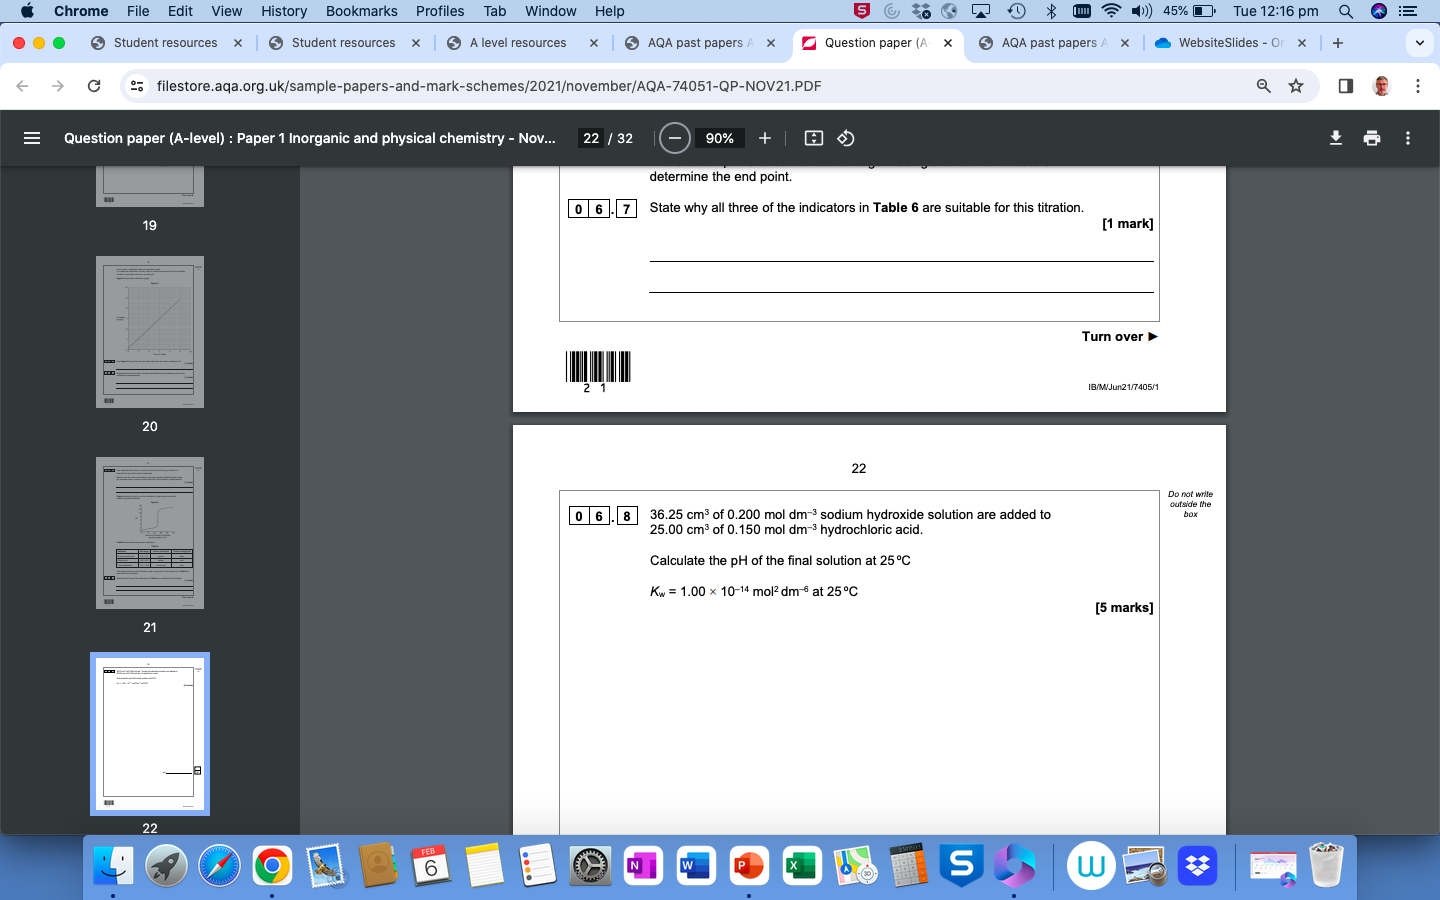 Chrome File Edit View History Bookmarks Profiles Tab Window Help 45% Tue 12:16 pm
Student resources Student resources A level resources AQA past papers A Question paper (A- AQA past papers A WebsiteSlides - Or
filestore.aqa.org.uk/sample-papers-and-mark-schemes/2021/november/AQA-74051-QP-NOV21.PDF
Question paper (A-level) : Paper 1 Inorganic and physical chemistry - Nov... 22 / 32 90%
19
20
21
22
determine the end point.
0 6 . 7 State why all three of the indicators in Table 6 are suitable for this titration.
[1 mark]
Turn over ►
2 1
IB/M/Jun21/7405/1
22
Do not write
outside the
box
0 6 . 8 36.25 cm³ of 0.200 mol dm⁻³ sodium hydroxide solution are added to
25.00 cm³ of 0.150 mol dm⁻³ hydrochloric acid.
Calculate the pH of the final solution at 25 ºC
Kw = 1.00 × 10⁻¹⁴ mol² dm⁻⁶ at 25 ºC
[5 marks]
FEB
6